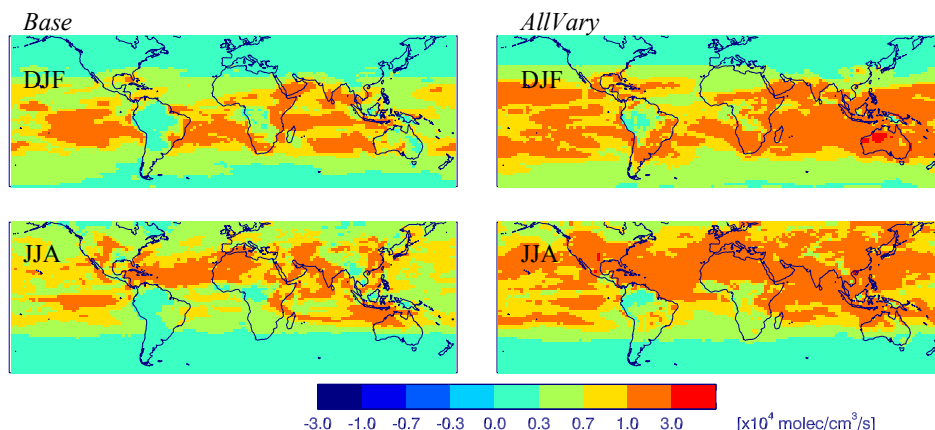 Base AllVary
DJF DJF
JJA JJA
-3.0 -1.0 -0.7 -0.3 0.0 0.3 0.7 1.0 3.0 [x10⁴ molec/cm³/s]